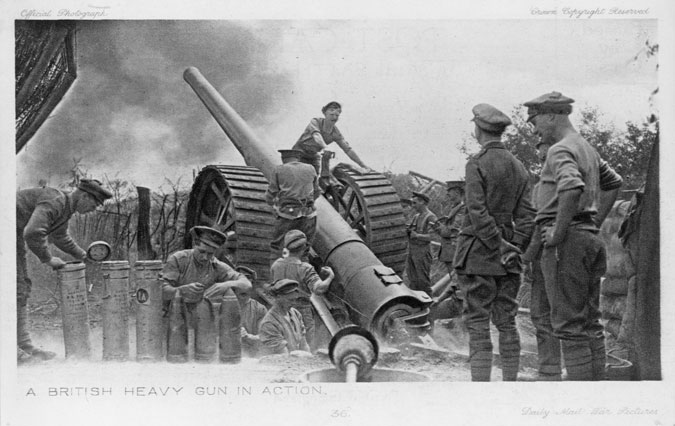 Official Photograph
Crown Copyright Reserved
A BRITISH HEAVY GUN IN ACTION.
36.
Daily Mail War Pictures